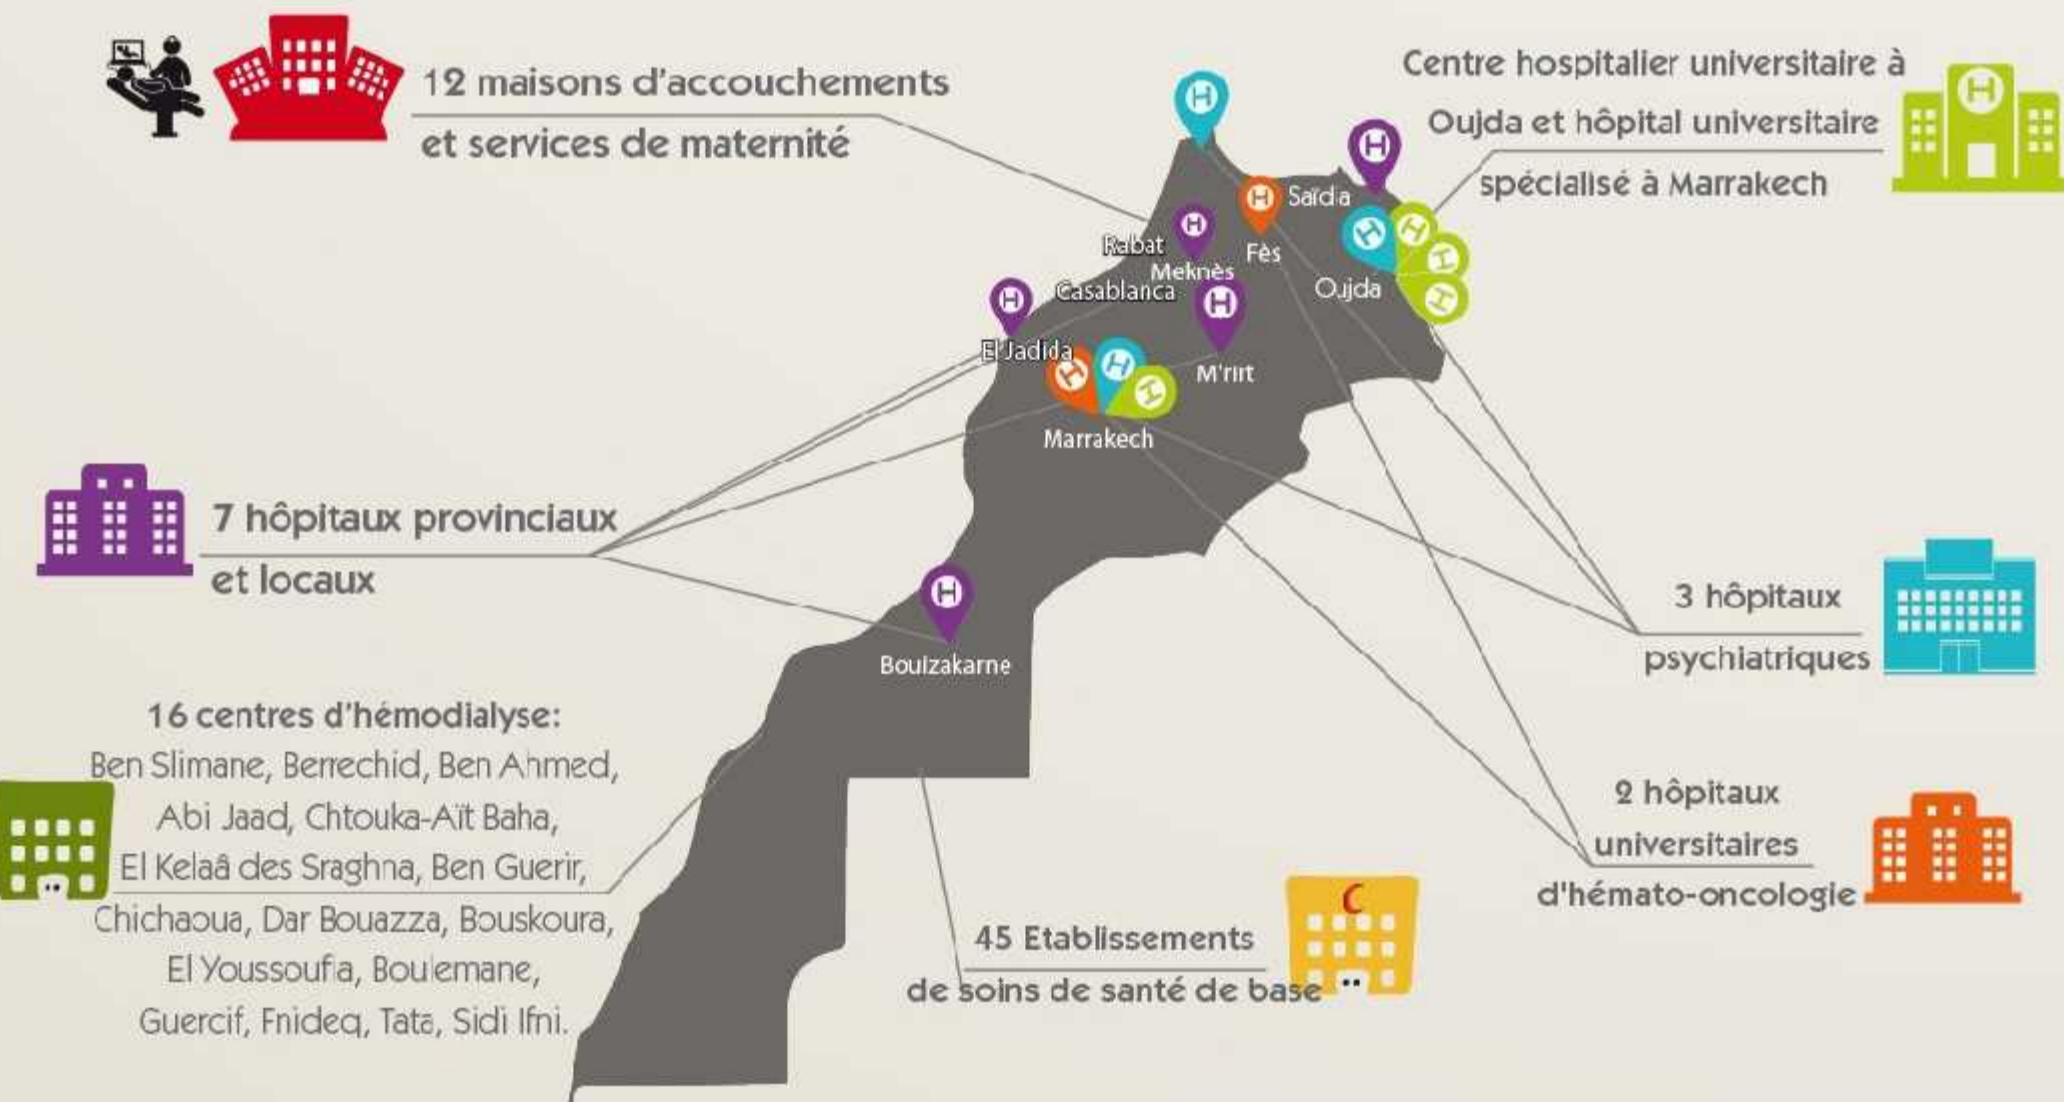 12 maisons d'accouchements
et services de maternité
Centre hospitalier universitaire à
Oujda et hôpital universitaire
spécialisé à Marrakech
H
H
H
Saïdia
H
Rabat
Fès
H
H
H
H
Meknès
Casablanca
Oujda
H
H
El Jadida
H
H
H
M'rirt
Marrakech
7 hôpitaux provinciaux
et locaux
H
Bouizakarne
3 hôpitaux
psychiatriques
16 centres d'hémodialyse:
Ben Slimane, Berrechid, Ben Ahmed,
Abi Jaad, Chtouka-Aït Baha,
El Kelaâ des Sraghna, Ben Guerir,
Chichaoua, Dar Bouazza, Bouskoura,
El Youssoufia, Boulemane,
Guercif, Fnideq, Tata, Sidi Ifni.
2 hôpitaux
universitaires
d'hémato-oncologie
45 Etablissements
de soins de santé de base
H
H